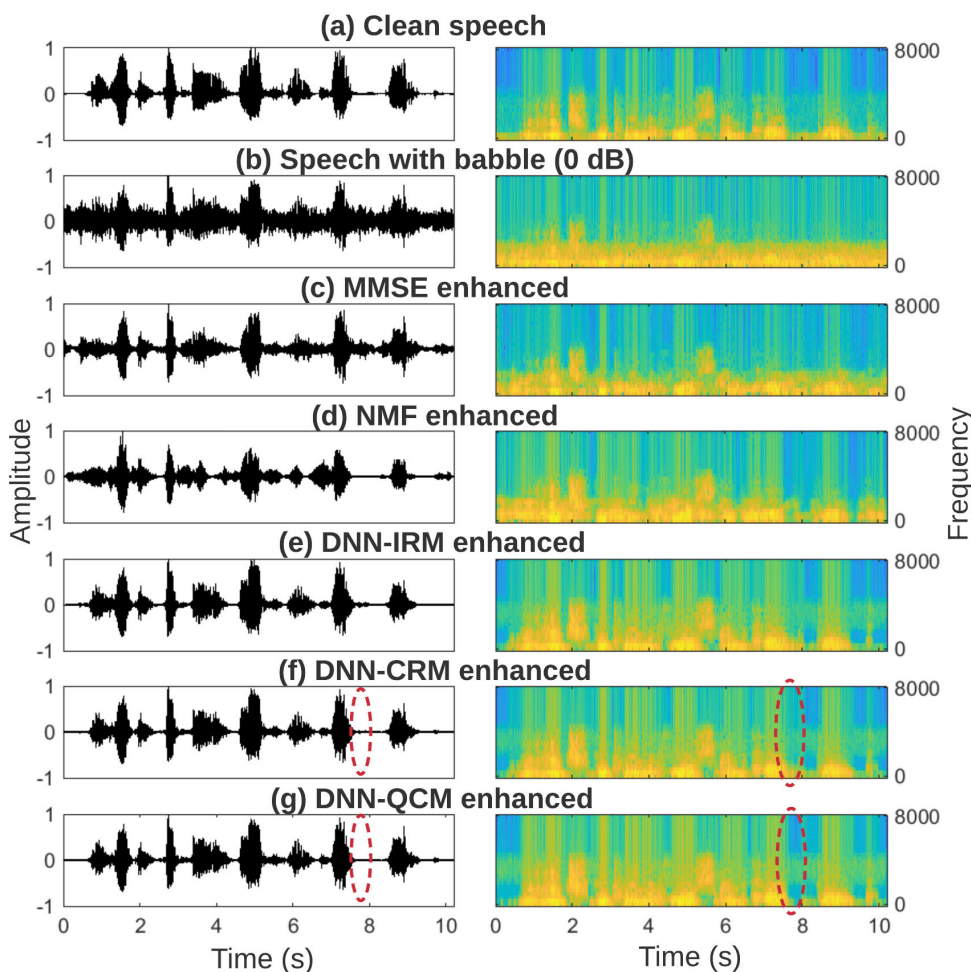 (a) Clean speech
1
0
-1
8000
0
(b) Speech with babble (0 dB)
1
0
-1
8000
0
(c) MMSE enhanced
1
0
-1
8000
0
(d) NMF enhanced
1
0
-1
8000
0
Amplitude
Frequency
(e) DNN-IRM enhanced
1
0
-1
8000
0
(f) DNN-CRM enhanced
1
0
-1
8000
0
(g) DNN-QCM enhanced
1
0
-1
8000
0
0 2 4 6 8 10
0 2 4 6 8 10
Time (s)
Time (s)